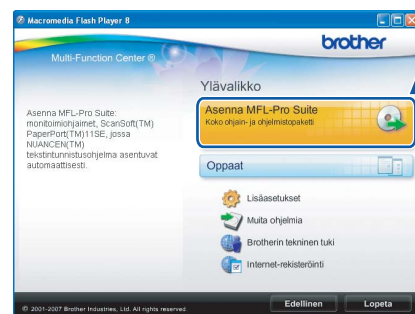 Macromedia Flash Player 8
brother
Multi-Function Center ®
Ylävalikko
Asenna MFL-Pro Suite:
monitoimiohjaimet, ScanSoft(TM)
PaperPort(TM)11SE, jossa
NUANCEN(TM)
tekstintunnistusohjelma asentuvat
automaattisesti.
Asenna MFL-Pro Suite
Koko ohjain- ja ohjelmistopaketti
Oppaat
Lisäasetukset
Muita ohjelmia
Brotherin tekninen tuki
Internet-rekisteröinti
© 2001-2007 Brother Industries, Ltd. All rights reserved.
Edellinen
Lopeta